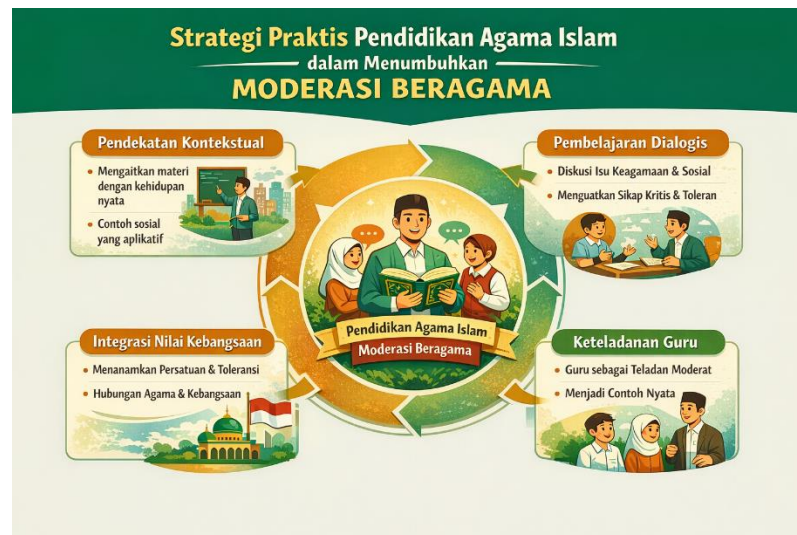 Strategi Praktis Pendidikan Agama Islam
dalam Menumbuhkan
MODERASI BERAGAMA
Pendekatan Kontekstual
• Mengaitkan materi
dengan kehidupan
nyata
• Contoh sosial
yang aplikatif
Pembelajaran Dialogis
• Diskusi Isu Keagamaan & Sosial
• Menguatkan Sikap Kritis & Toleran
Pendidikan Agama Islam
Moderasi Beragama
Integrasi Nilai Kebangsaan
• Menanamkan Persatuan & Toleransi
• Hubungan Agama & Kebangsaan
Keteladanan Guru
• Guru sebagai Teladan Moderat
• Menjadi Contoh Nyata